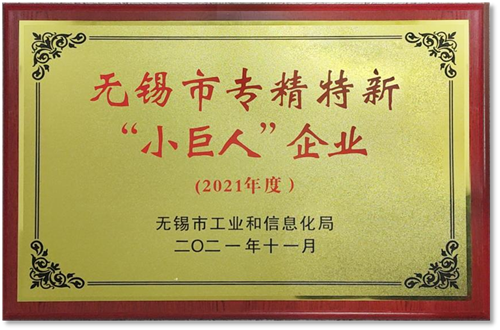 无锡市专精特新
“小巨人”企业
(2021年度）
无锡市工业和信息化局
二〇二一年十一月